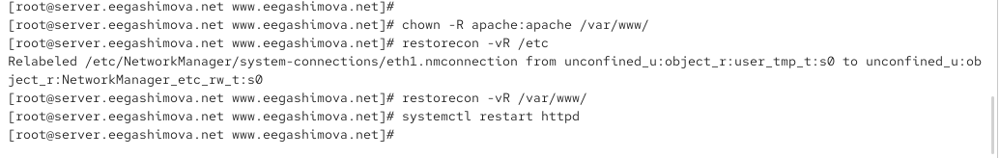 [root@server.eegashimova.net www.eegashimova.net]#
[root@server.eegashimova.net www.eegashimova.net]# chown -R apache:apache /var/www/
[root@server.eegashimova.net www.eegashimova.net]# restorecon -vR /etc
Relabeled /etc/NetworkManager/system-connections/eth1.nmconnection from unconfined_u:object_r:user_tmp_t:s0 to unconfined_u:ob
ject_r:NetworkManager_etc_rw_t:s0
[root@server.eegashimova.net www.eegashimova.net]# restorecon -vR /var/www/
[root@server.eegashimova.net www.eegashimova.net]# systemctl restart httpd
[root@server.eegashimova.net www.eegashimova.net]#